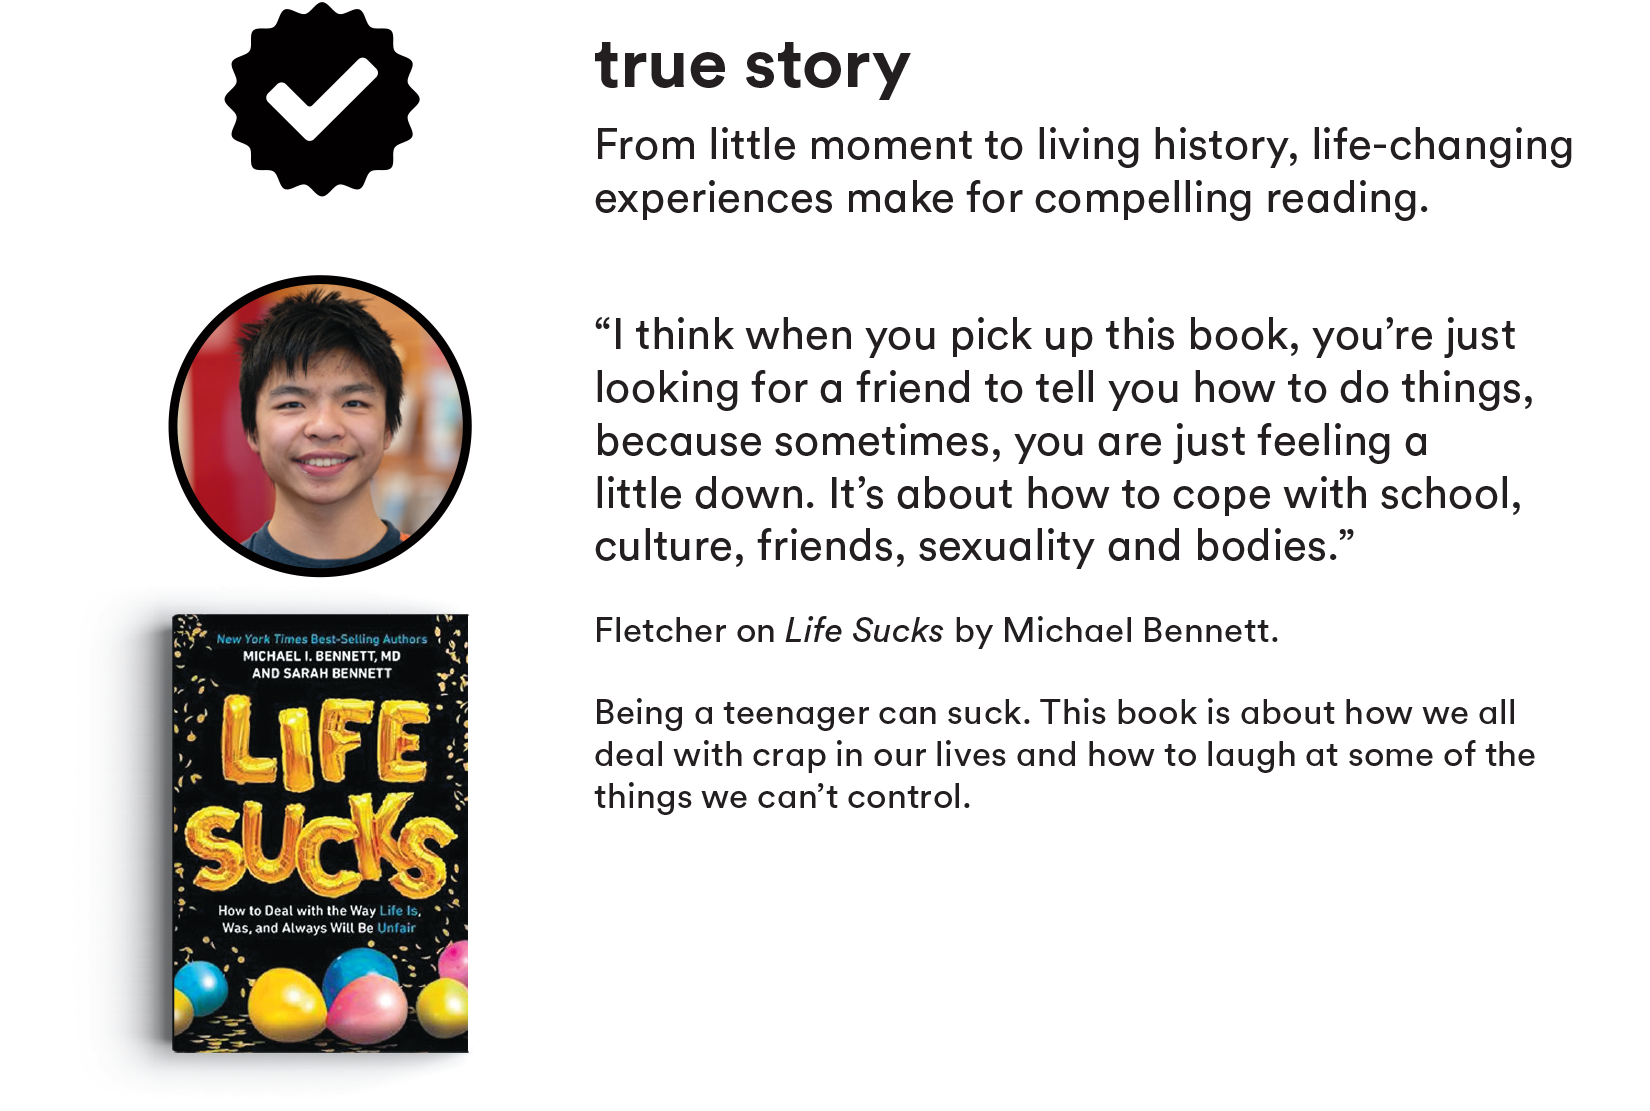 true story
From little moment to living history, life-changing
experiences make for compelling reading.
“I think when you pick up this book, you’re just
looking for a friend to tell you how to do things,
because sometimes, you are just feeling a
little down. It’s about how to cope with school,
culture, friends, sexuality and bodies.”
Fletcher on Life Sucks by Michael Bennett.
Being a teenager can suck. This book is about how we all
deal with crap in our lives and how to laugh at some of the
things we can’t control.
New York Times Best-Selling Authors
MICHAEL I. BENNETT, MD
AND SARAH BENNETT
LIFE
SUCKS
How to Deal with the Way Life Is,
Was, and Always Will Be Unfair